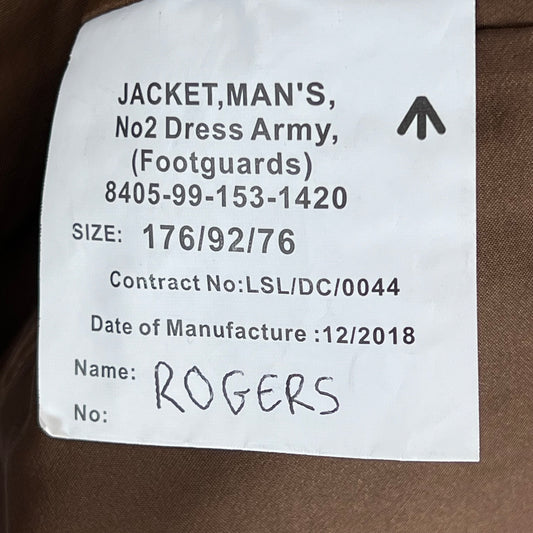 JACKET,MAN'S,
No2 Dress Army,
(Footguards)
8405-99-153-1420
SIZE: 176/92/76
Contract No:LSL/DC/0044
Date of Manufacture :12/2018
Name: ROGERS
No: